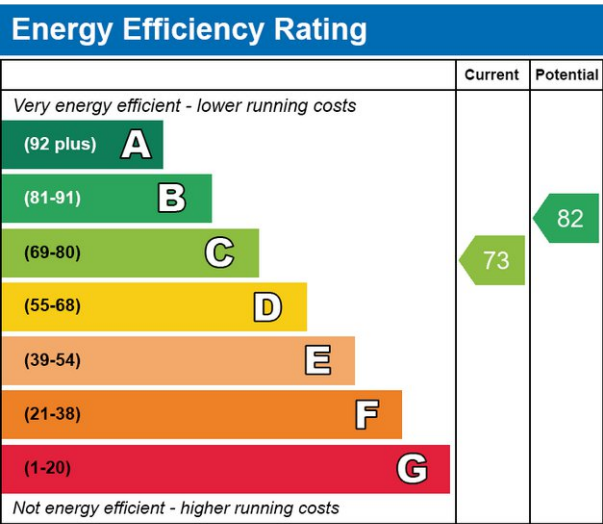 Energy Efficiency Rating
Current Potential
Very energy efficient - lower running costs
(92 plus) A
(81-91) B
82
(69-80) C
73
(55-68) D
(39-54) E
(21-38) F
(1-20) G
Not energy efficient - higher running costs